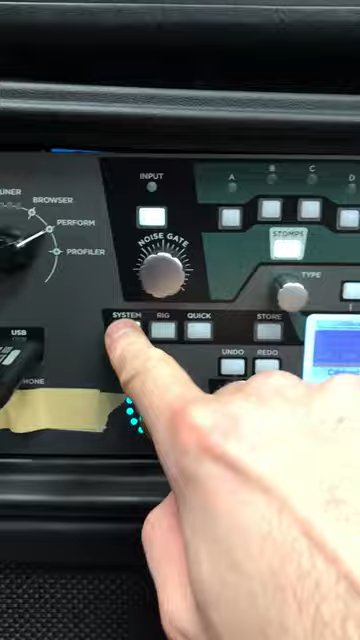 INPUT
A
B
C
D
BROWSER
PERFORM
PROFILER
NOISE GATE
STOMPS
TYPE
SYSTEM
RIG
QUICK
STORE
USB
UNDO
REDO